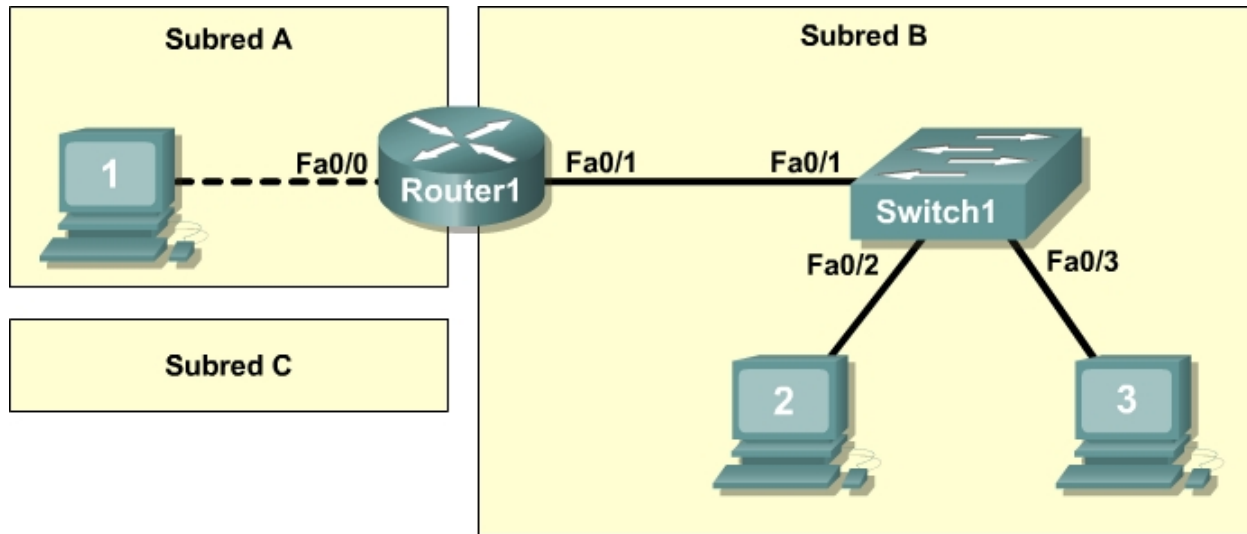 Subred A
Subred B
1
Fa0/0
Router1
Fa0/1
Fa0/1
Switch1
Fa0/2
Fa0/3
Subred C
2
3